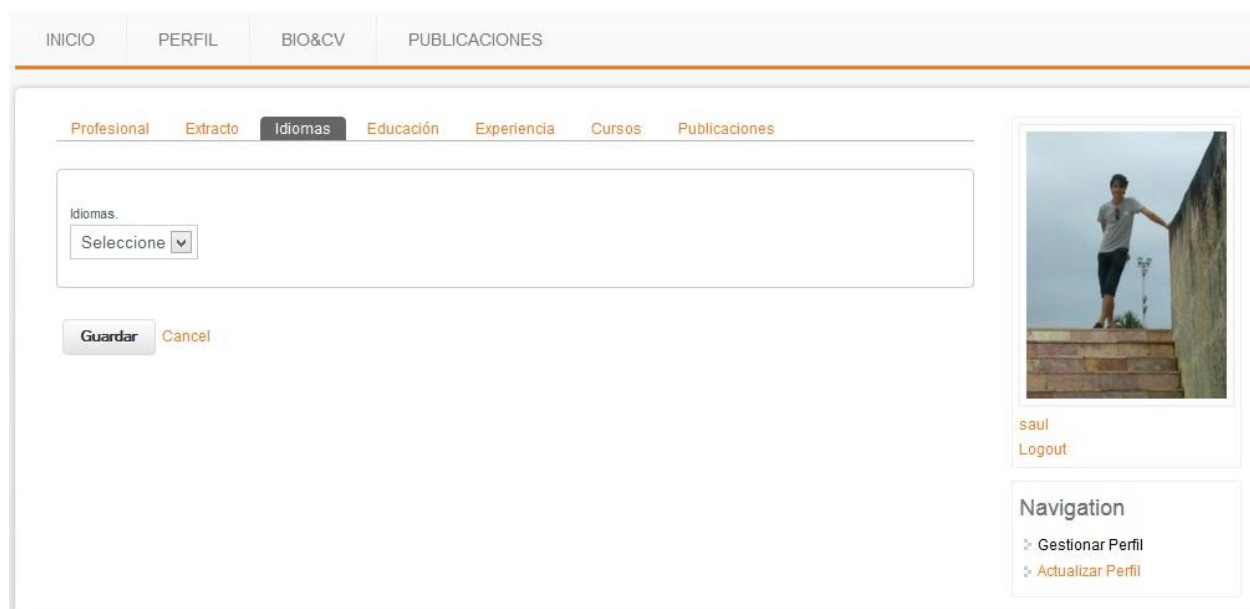 INICIO PERFIL BIO&CV PUBLICACIONES
Profesional Extracto Idiomas Educación Experiencia Cursos Publicaciones
Idiomas.
Seleccione
Guardar Cancel
saul
Logout
Navigation
Gestionar Perfil
Actualizar Perfil